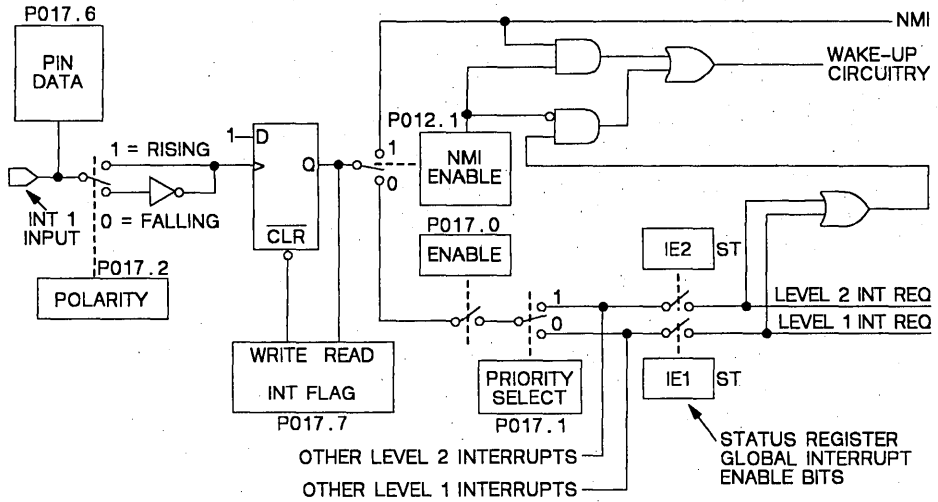 P017.6
PIN
DATA
NMI
WAKE-UP
CIRCUITRY
P012.1
1
D
Q
1
0
NMI
ENABLE
1 = RISING
0 = FALLING
INT 1
INPUT
CLR
P017.0
ENABLE
IE2 ST
P017.2
POLARITY
1
0
LEVEL 2 INT REQ
LEVEL 1 INT REQ
WRITE READ
INT FLAG
P017.7
PRIORITY
SELECT
P017.1
IE1 ST
STATUS REGISTER
GLOBAL INTERRUPT
ENABLE BITS
OTHER LEVEL 2 INTERRUPTS
OTHER LEVEL 1 INTERRUPTS